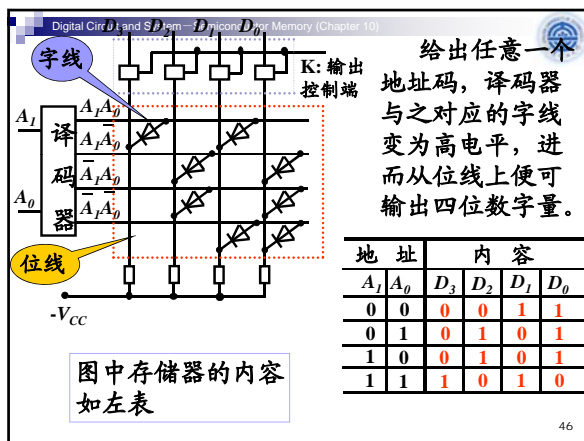 Digital Circuit and System－Semiconductor Memory (Chapter 10)
D3 D2 D1 D0
字线
K: 输出
控制端
A1
A0
译
码
器
A1A0
A1A̅0
A̅1A0
A̅1A̅0
位线
-VCC
给出任意一个
地址码，译码器
与之对应的字线
变为高电平，进
而从位线上便可
输出四位数字量。
地 址 内 容
A1 A0 D3 D2 D1 D0
0 0 0 0 1 1
0 1 0 1 0 1
1 0 0 1 0 1
1 1 1 0 1 0
图中存储器的内容
如左表
46